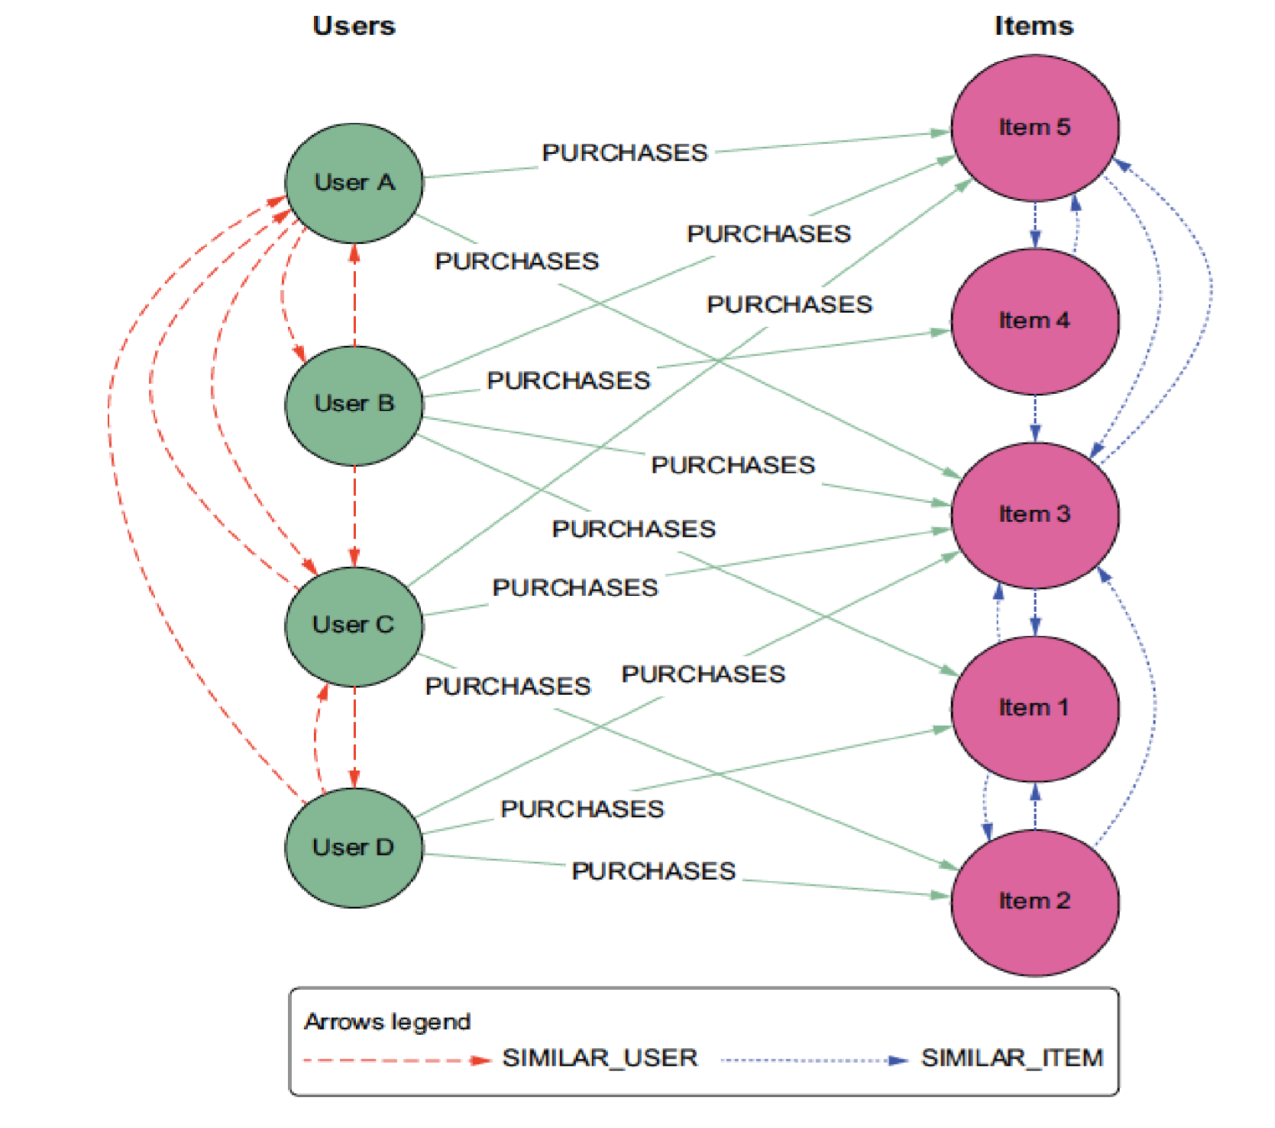 Users
Items
Item 5
PURCHASES
User A
PURCHASES
PURCHASES
PURCHASES
Item 4
PURCHASES
User B
PURCHASES
Item 3
PURCHASES
PURCHASES
User C
PURCHASES
PURCHASES
Item 1
PURCHASES
User D
PURCHASES
Item 2
Arrows legend
SIMILAR_USER
SIMILAR_ITEM